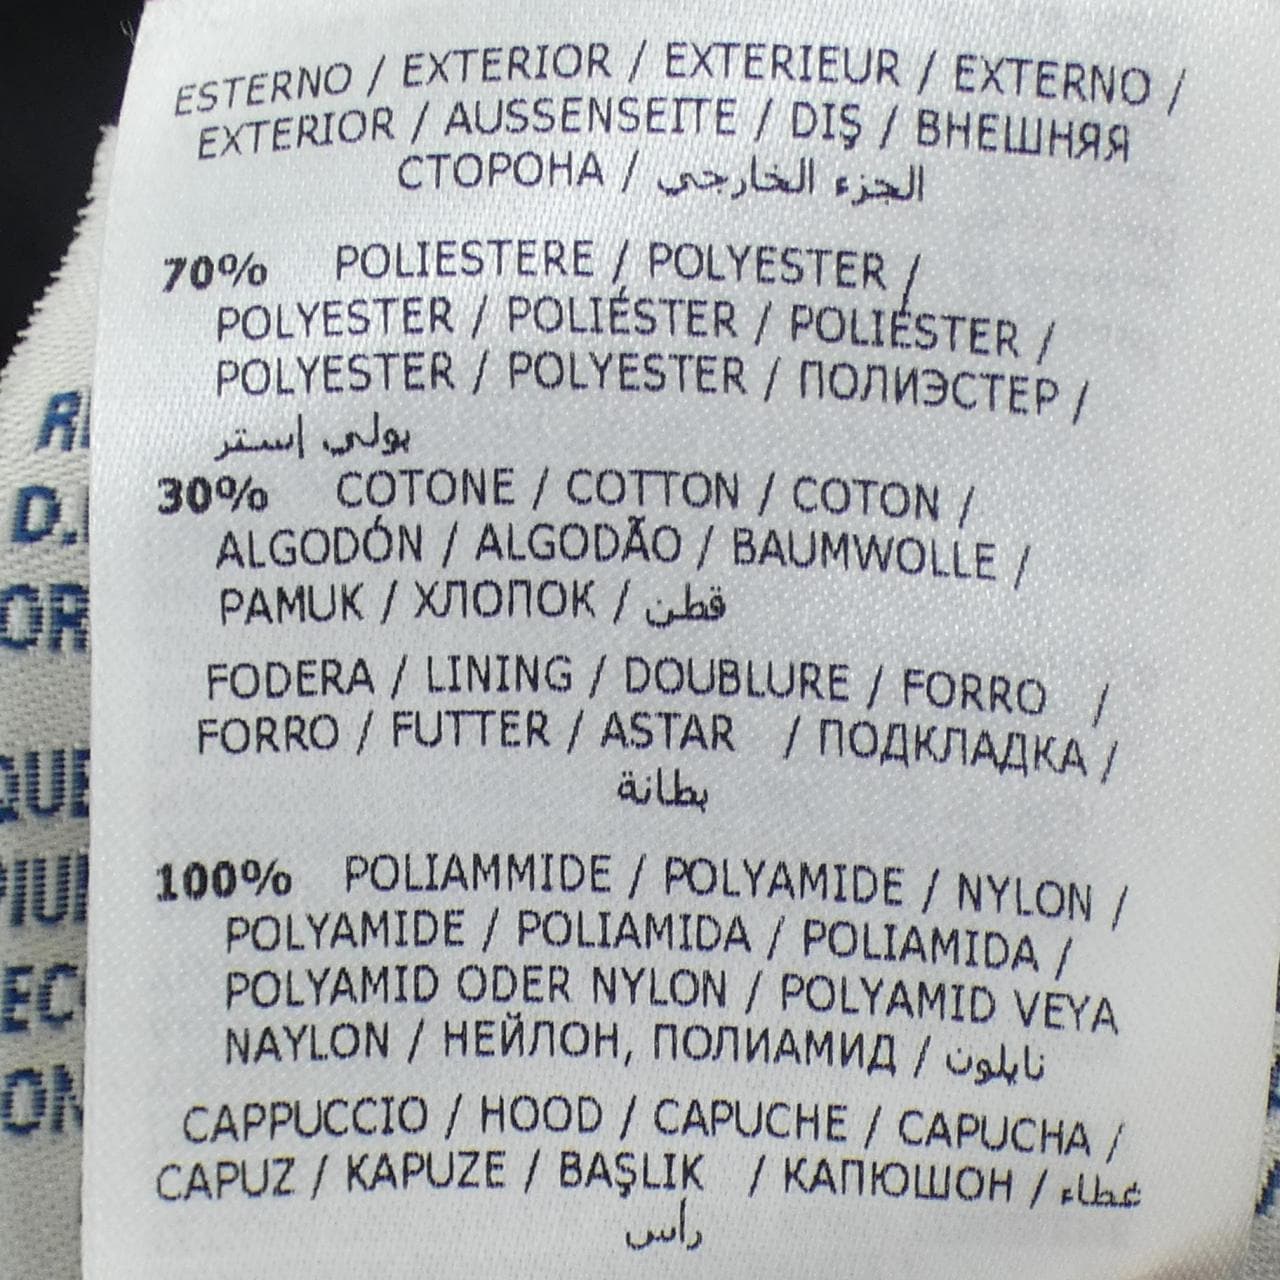 ESTERNO / EXTERIOR / EXTERIEUR / EXTERNO /
EXTERIOR / AUSSENSEITE / DIŞ / ВНЕШНЯЯ
СТОРОНА / الجزء الخارجي
70% POLIESTERE / POLYESTER /
POLYESTER / POLIÉSTER / POLIÉSTER /
POLYESTER / POLYESTER / ПОЛИЭСТЕР /
بولي إستر
30% COTONE / COTTON / COTON /
ALGODÓN / ALGODÃO / BAUMWOLLE /
PAMUK / ХЛОПОК / قطن
FODERA / LINING / DOUBLURE / FORRO /
FORRO / FUTTER / ASTAR / ПОДКЛАДКА /
بطانة
100% POLIAMMIDE / POLYAMIDE / NYLON /
POLYAMIDE / POLIAMIDA / POLIAMIDA /
POLYAMID ODER NYLON / POLYAMID VEYA
NAYLON / НЕЙЛОН, ПОЛИАМИД / نايلون
CAPPUCCIO / HOOD / CAPUCHE / CAPUCHA /
CAPUZ / KAPUZE / BAŞLIK / КАПЮШОН / غطاء
رأس